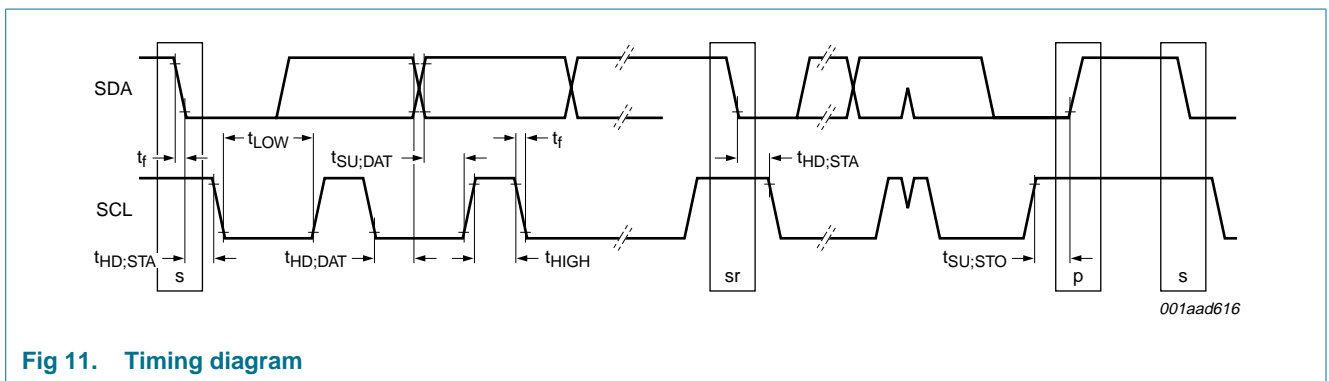 SDA
t_LOW
t_f
t_SU;DAT
t_f
t_HD;STA
SCL
t_HD;STA
s
t_HD;DAT
t_HIGH
sr
t_SU;STO
p
s
001aad616
Fig 11. Timing diagram